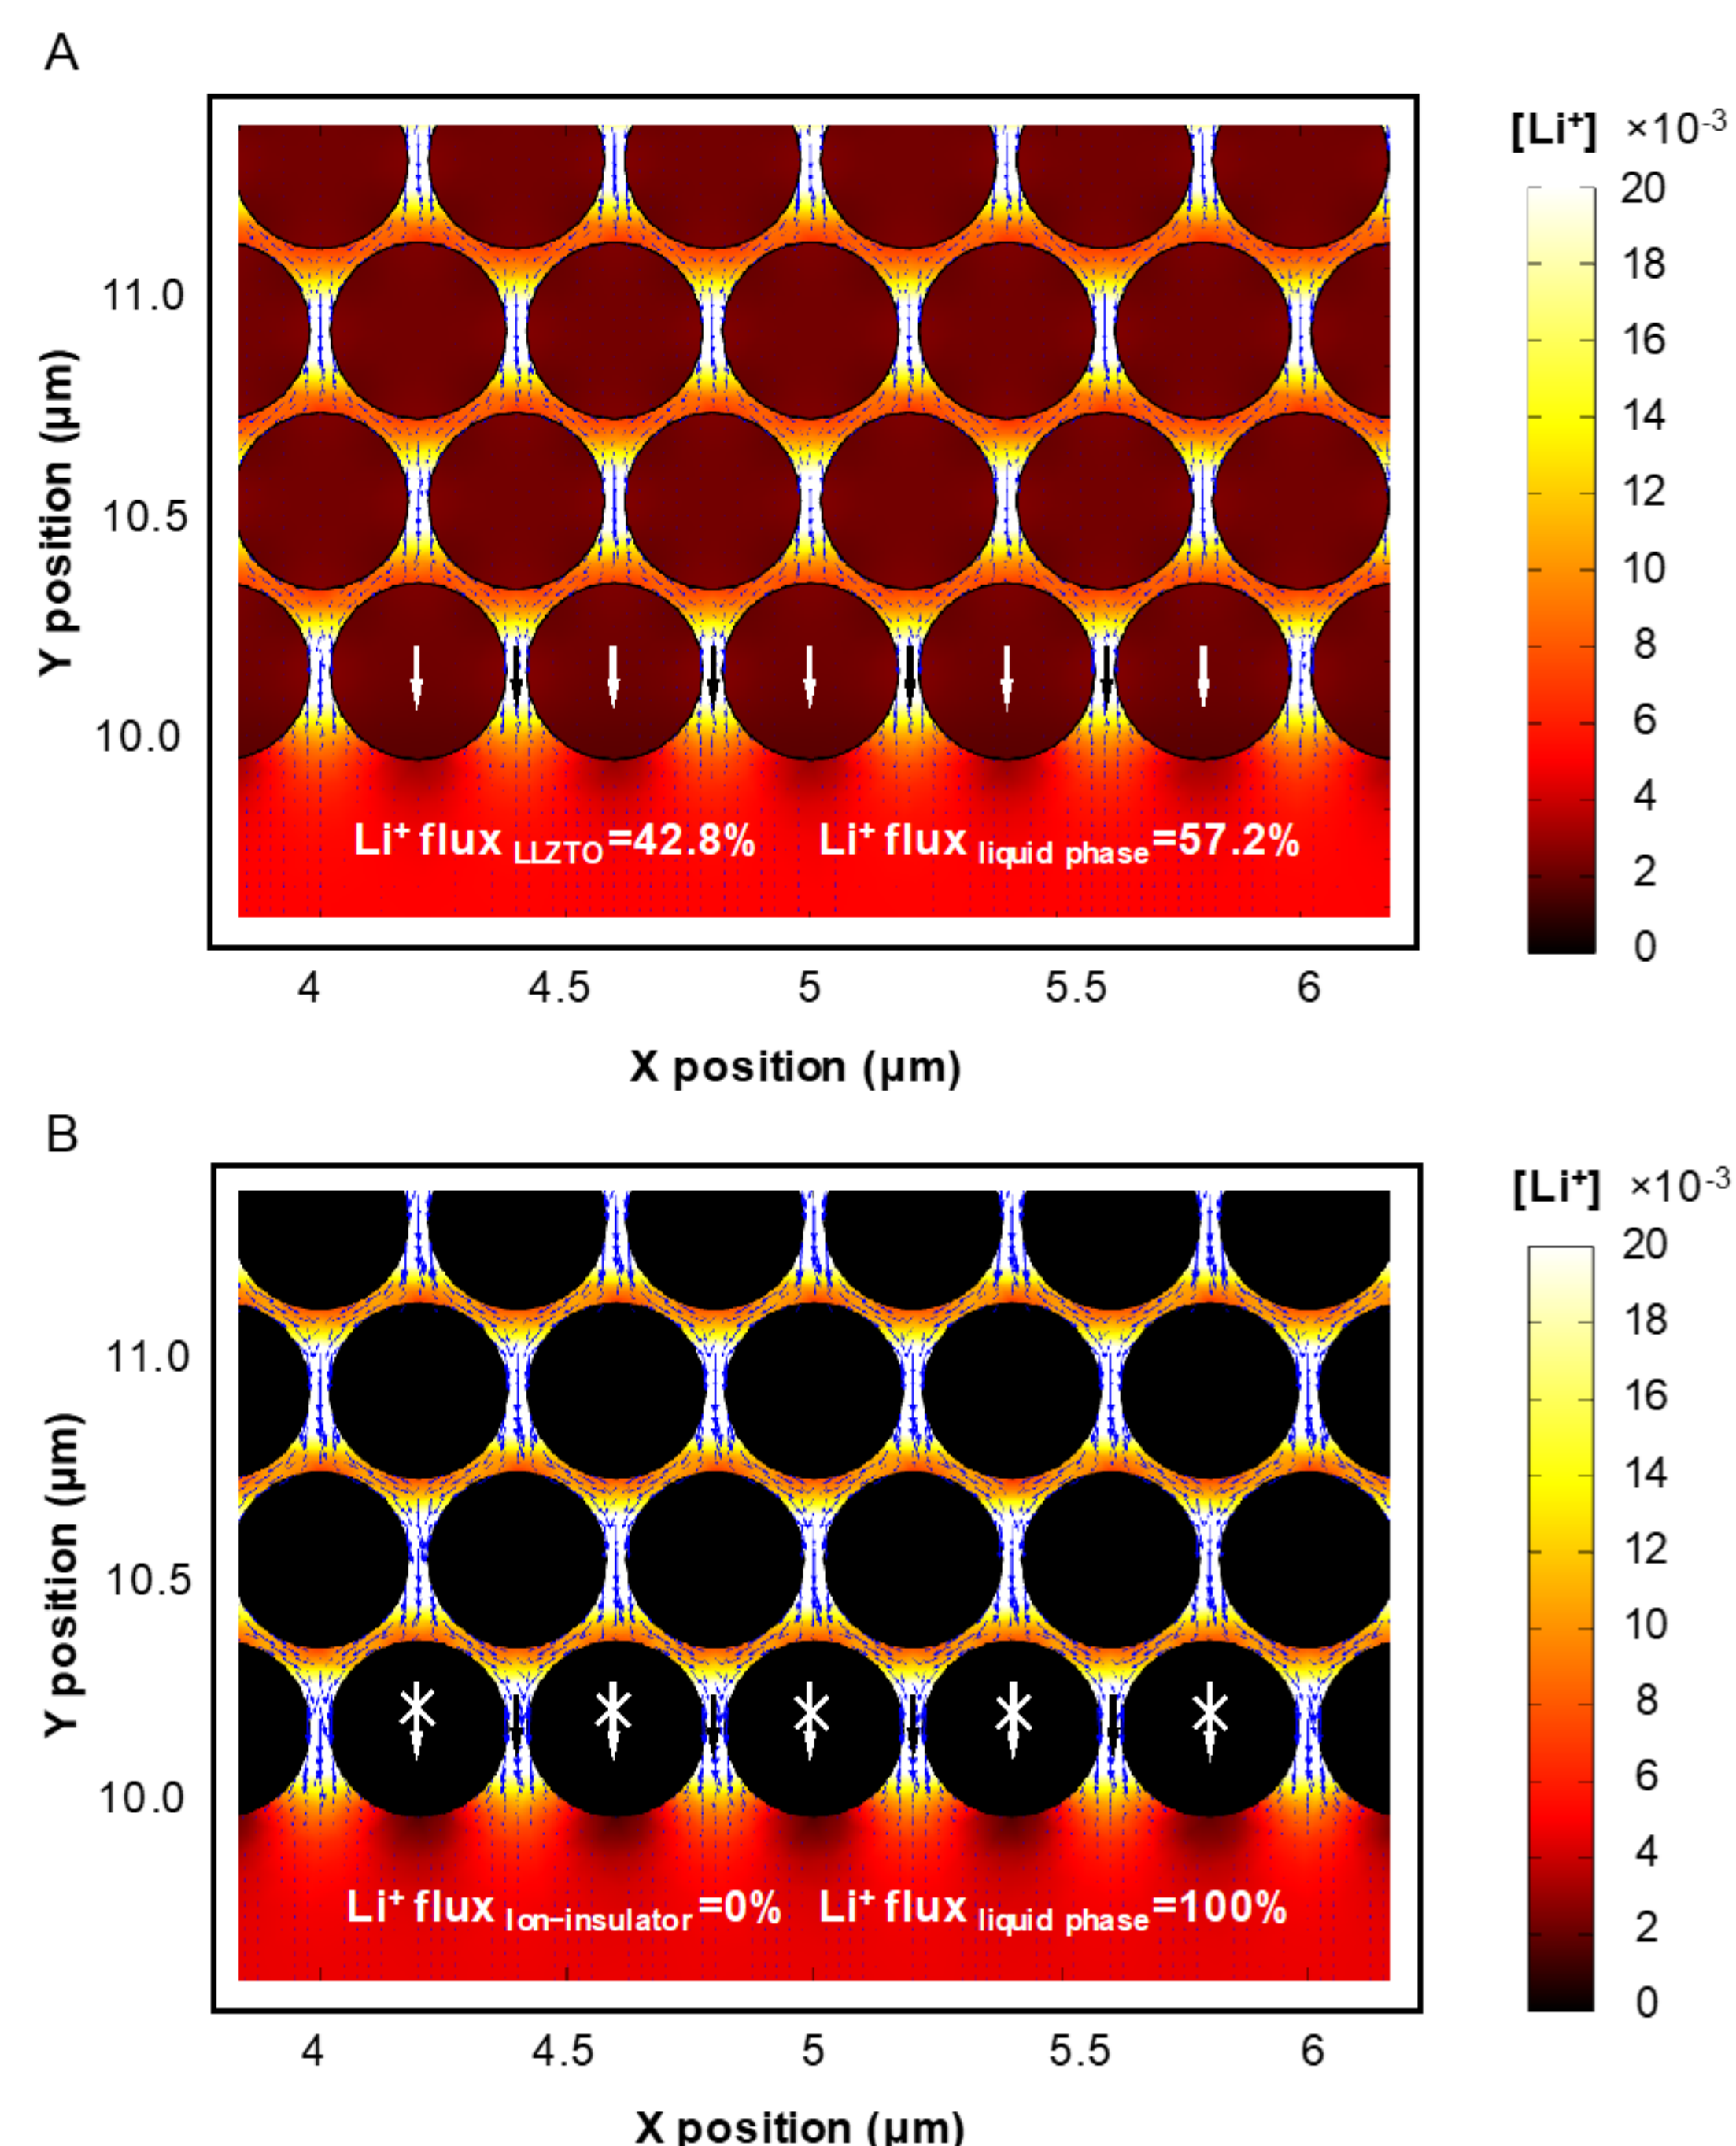 A
[Li⁺] ×10⁻³
20
18
16
14
12
10
8
6
4
2
0
Y position (µm)
11.0
10.5
10.0
Li⁺ flux LLZTO=42.8% Li⁺ flux liquid phase=57.2%
4 4.5 5 5.5 6
X position (µm)
B
[Li⁺] ×10⁻³
20
18
16
14
12
10
8
6
4
2
0
Y position (µm)
11.0
10.5
10.0
Li⁺ flux Ion–insulator=0% Li⁺ flux liquid phase=100%
4 4.5 5 5.5 6
X position (µm)